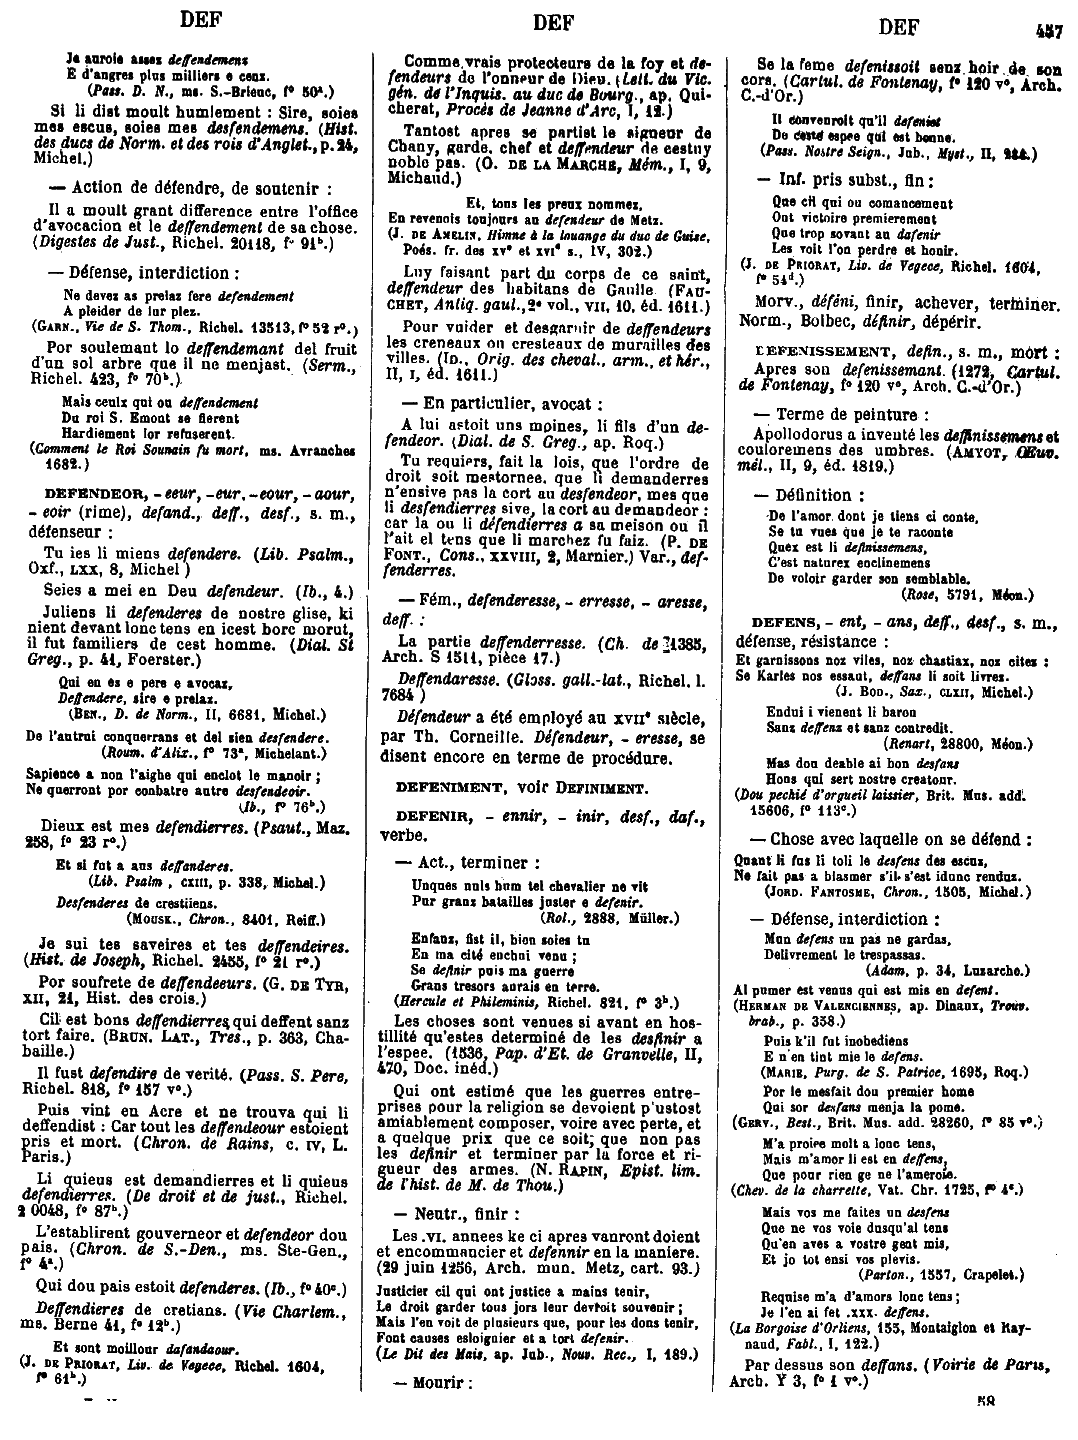 DEF
DEF
DEF
457
Je aurole assez deffendemens
E d'angres plus milliers e cenz.
(Pass. D. N., ms. S.-Brieuc, f° 50ª.)
Si li dist moult humlement : Sire, soies
mes escus, soies mes desfendemens. (Hist.
des ducs de Norm. et des rois d'Anglet., p. 24,
Michel.)
— Action de défendre, de soutenir :
Il a moult grant difference entre l'office
d'avocacion et le deffendement de sa chose.
(Digestes de Just., Richel. 20118, f° 91ᵇ.)
— Défense, interdiction :
Ne devez as prelaz fere defendement
A pleider de lur plez.
(GARN., Vie de S. Thom., Richel. 13513, f° 52 r°.)
Por soulemant lo deffendemant del fruit
d'un sol arbre que il ne menjast. (Serm.,
Richel. 423, f° 70ᵇ.)
Mais ceulx qui ou deffendement
Du roi S. Emont se fierent
Hardiement lor refuserent.
(Comment le Roi Sounain fu mort, ms. Avranches
1682.)
DEFENDEOR, - eeur, -eur, -eour, - aour,
- eoir (rime), defand., deff., desf., s. m.,
défenseur :
Tu ies li miens defendere. (Lib. Psalm.,
Oxf., LXX, 8, Michel )
Seies a mei en Deu defendeur. (Ib., 4.)
Juliens li defenderes de nostre glise, ki
nient devant lonc tens en icest borc morut,
il fut familiers de cest homme. (Dial. St
Greg., p. 41, Foerster.)
Qui en es e pere e avocaz,
Deffendere, sire e prelaz.
(BEN., D. de Norm., II, 6681, Michel.)
De l'autrui conquerrans et del sien desfendere.
(Roum. d'Alix., f° 73ª, Michelant.)
Sapience a non l'aighe qui enclot le manoir ;
Ne querront por conbatre autre desfendeoir.
(Ib., f° 76ᵇ.)
Dieux est mes defendierres. (Psaut., Maz.
258, f° 23 r°.)
Et si fut a ans deffanderes.
(Lib. Psalm , CXIII, p. 338, Michel.)
Desfenderes de crestiiens.
(MOUSK., Chron., 8401, Reiff.)
Je sui tes saveires et tes deffendeires.
(Hist. de Joseph, Richel. 2455, f° 21 r°.)
Por soufrete de deffendeeurs. (G. DE TYR,
XII, 21, Hist. des crois.)
Cil est bons deffendierres qui deffent sanz
tort faire. (BRUN. LAT., Tres., p. 363, Cha-
baille.)
Il fust defendire de verité. (Pass. S. Pere,
Richel. 818, f° 157 v°.)
Puis vint en Acre et ne trouva qui li
deffendist : Car tout les deffendeour estoient
pris et mort. (Chron. de Rains, c. IV, L.
Paris.)
Li quieus est demandierres et li quieus
defendierres. (De droit et de just., Richel.
2 0048, f° 87ᵇ.)
L'establirent gouverneor et defendeor dou
pais. (Chron. de S.-Den., ms. Ste-Gen.,
f° 4ª.)
Qui dou pais estoit defenderes. (Ib., f° 40ᶜ.)
Deffendieres de cretians. (Vie Charlem.,
ms. Berne 41, f° 12ᵇ.)
Et sont moillour dafandaour.
(J. DE PRIORAT, Liv. de Vegece, Richel. 1604,
f° 61ᵇ.)
Comme vrais protecteurs de la foy et de-
fendeurs de l'onneur de Dieu. (Lett. du Vic.
gén. de l'Inquis. au duc de Bourg., ap. Qui-
cherat, Procès de Jeanne d'Arc, I, 12.)
Tantost apres se partist le signeur de
Chany, garde, chef et deffendeur de cestuy
noble pas. (O. DE LA MARCHE, Mém., I, 9,
Michaud.)
Et, tons les preux nommez,
En revenois toujours au defendeur de Metz.
(J. DE AMELIN, Himne à la louange du duc de Guise,
Poés. fr. des XVᵉ et XVIᵉ s., IV, 302.)
Luy faisant part du corps de ce saint,
deffendeur des habitans de Gaulle. (FAU-
CHET, Antiq. gaul., 2ᵉ vol., VII, 10, éd. 1611.)
Pour vuider et desgarnir de deffendeurs
les creneaux ou cresteaux de murailles des
villes. (ID., Orig. des cheval., arm., et hér.,
II, I, éd. 1611.)
— En particulier, avocat :
A lui astoit uns moines, li fils d'un de-
fendeor. (Dial. de S. Greg., ap. Roq.)
Tu requiers, fait la lois, que l'ordre de
droit soit mestornee, que li demanderres
n'ensive pas la cort au desfendeor, mes que
li desfendierres sive la cort au demandeor :
car la ou li défendierres a sa meison ou il
l'ait el tens que li marchez fu faiz. (P. DE
FONT., Cons., XXVIII, 2, Marnier.) Var., def-
fenderres.
— Fém., defenderesse, - erresse, - aresse,
deff. :
La partie deffenderresse. (Ch. de 1385,
Arch. S 1511, pièce 17.)
Deffendaresse. (Gloss. gall.-lat., Richel. l.
7684 )
Défendeur a été employé au XVIIᵉ siècle,
par Th. Corneille. Défendeur, - eresse, se
disent encore en terme de procédure.
DEFENIMENT, voir DEFINIMENT.
DEFENIR, - ennir, - inir, desf., daf.,
verbe.
— Act., terminer :
Unques nuls hum tel chevalier ne vit
Pur granz batailles juster e defenir.
(Rol., 2888, Müller.)
Enfanz, fist il, bien soies tu
En ma cité enchui venu ;
Se definir puis ma guerre
Grans tresors aurais en terre.
(Hercule et Phileminis, Richel. 821, f° 3ᵇ.)
Les choses sont venues si avant en hos-
tillité qu'estes determiné de les desfinir a
l'espee. (1536, Pap. d'Et. de Granvelle, II,
470, Doc. inéd.)
Qui ont estimé que les guerres entre-
prises pour la religion se devoient p'ustost
amiablement composer, voire avec perte, et
a quelque prix que ce soit; que non pas
les definir et terminer par la force et ri-
gueur des armes. (N. RAPIN, Epist. lim.
de l'hist. de M. de Thou.)
— Neutr., finir :
Les .VI. annees ke ci apres vanront doient
et encommancier et defennir en la maniere.
(29 juin 1256, Arch. mun. Metz, cart. 93.)
Justicier cil qui ont justice a mains tenir,
Le droit garder tous jors leur devroit souvenir ;
Mais l'en voit de plusieurs que, pour les dons tenir,
Font causes esloignier et a tort defenir.
(Le Dit des Mais, ap. Jub., Nouv. Rec., I, 189.)
— Mourir :
Se la feme defenissoit senz hoir de son
cors. (Cartul. de Fontenay, f° 120 v°, Arch.
C.-d'Or.)
Il convenroit qu'il defenist
De ceste espee qui est bonne.
(Pass. Nostre Seign., Jub., Myst., II, 222.)
— Inf. pris subst., fin :
Que cil qui ou comancement
Ont victoire premierement
Que trop sovant au dafenir
Les voit l'on perdre et honir.
(J. DE PRIORAT, Liv. de Vegece, Richel. 1604,
f° 54ᵈ.)
Morv., déféni, finir, achever, terminer.
Norm., Bolbec, définir, dépérir.
DEFENISSEMENT, defin., s. m., mort :
Apres son defenissemant. (1272, Cartul.
de Fontenay, f° 120 v°, Arch. C.-d'Or.)
— Terme de peinture :
Apollodorus a inventé les deffinissemens et
couloremens des umbres. (AMYOT, Œuv.
mél., II, 9, éd. 1819.)
— Définition :
De l'amor dont je tiens ci conte,
Se tu vues que je te raconte
Quex est li definissemens,
C'est naturex enclinemens
De voloir garder son semblable.
(Rose, 5791, Méon.)
DEFENS, - ent, - ans, deff., desf., s. m.,
défense, résistance :
Et garnissons noz viles, noz chastiax, noz citez :
Se Karles nos essaut, deffans li soit livrez.
(J. BOD., Sax., CLXII, Michel.)
Endui i vienent li baron
Sanz deffenz et sanz contredit.
(Renart, 28800, Méon.)
Mas dou deable ai bon desfans
Hons qui sert nostre creatour.
(Dou pechié d'orgueil laissier, Brit. Mus. add.
15606, f° 113ᶜ.)
— Chose avec laquelle on se défend :
Quant li fus li toli le desfens des escuz,
Ne fait pas a blasmer s'il s'est idunc renduz.
(JORD. FANTOSME, Chron., 1505, Michel.)
— Défense, interdiction :
Mun defens un pas ne gardas,
Delivrement le trespassas.
(Adam, p. 34, Luzarche.)
Al pumer est venus qui est mis en defent.
(HERMAN DE VALENCIENNES, ap. Dinaux, Trouv.
brab., p. 358.)
Puis k'il fut inobediens
E n'en tint mie le defens.
(MARIE, Purg. de S. Patrice, 1695, Roq.)
Por le mesfait dou premier home
Qui sor desfans menja la pome.
(GERV., Best., Brit. Mus. add. 28260, f° 85 v°.)
M'a proiee molt a lonc tens,
Mais m'amor li est en deffens,
Que pour rien ge ne l'ameroie.
(Chev. de la charrette, Vat. Chr. 1725, f° 4ᶜ.)
Mais vos me faites un desfens
Que ne vos voie dusqu'al tens
Qu'en aves a vostre gent mis,
Et jo tot ensi vos plevis.
(Parton., 1557, Crapelet.)
Requise m'a d'amors lonc tens ;
Je l'en ai fet .xxx. deffens.
(La Borgoise d'Orliens, 155, Montaiglon et Ray-
naud, Fabl., I, 122.)
Par dessus son deffans. (Voirie de Paris,
Arch. Y 3, f° 1 v°.)
58